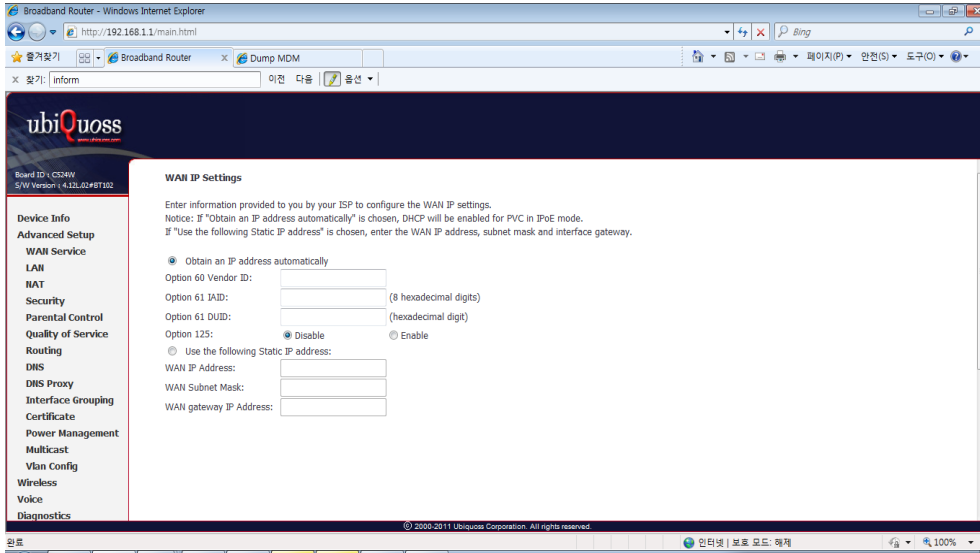 Broadband Router - Windows Internet Explorer
http://192.168.1.1/main.html
Bing
즐겨찾기
Broadband Router
X
Dump MDM
페이지(P)
안전(S)
도구(O)
x 찾기: inform
이전 다음
옵션
ubiQuoss
Board ID : C524W
S/W Version : 4.12L.02#BT102
Device Info
Advanced Setup
WAN Service
LAN
NAT
Security
Parental Control
Quality of Service
Routing
DNS
DNS Proxy
Interface Grouping
Certificate
Power Management
Multicast
Vlan Config
Wireless
Voice
Diagnostics
WAN IP Settings
Enter information provided to you by your ISP to configure the WAN IP settings.
Notice: If "Obtain an IP address automatically" is chosen, DHCP will be enabled for PVC in IPoE mode.
If "Use the following Static IP address" is chosen, enter the WAN IP address, subnet mask and interface gateway.
Obtain an IP address automatically
Option 60 Vendor ID:
Option 61 IAID: (8 hexadecimal digits)
Option 61 DUID: (hexadecimal digit)
Option 125: Disable Enable
Use the following Static IP address:
WAN IP Address:
WAN Subnet Mask:
WAN gateway IP Address:
© 2000-2011 Ubiquoss Corporation. All rights reserved.
완료
인터넷 | 보호 모드: 해제
100%